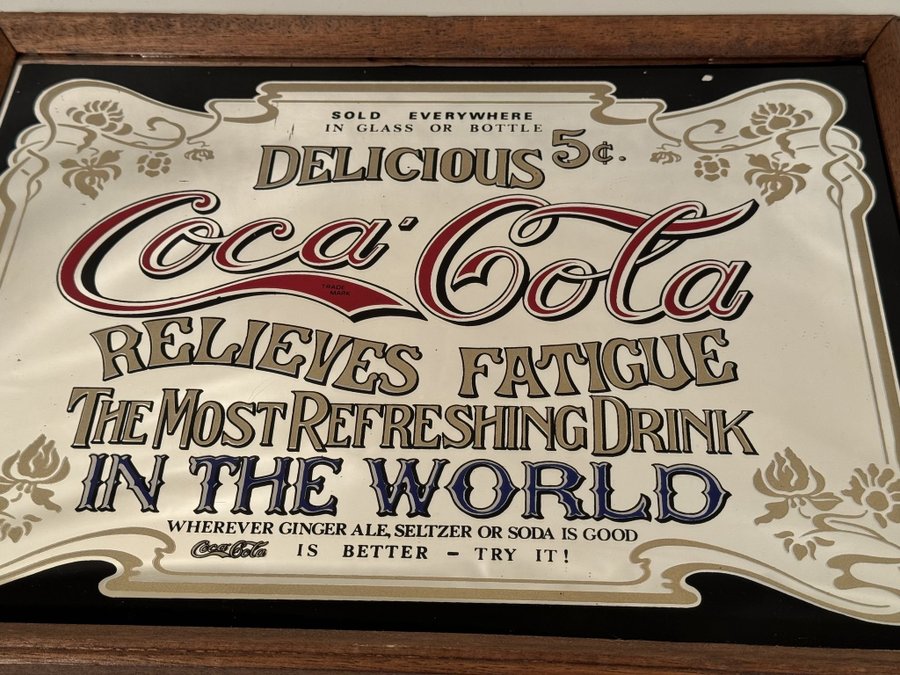 SOLD EVERYWHERE
IN GLASS OR BOTTLE
DELICIOUS 5¢.
Coca-Cola
TRADE
MARK
RELIEVES FATIGUE
THE MOST REFRESHING DRINK
IN THE WORLD
WHEREVER GINGER ALE, SELTZER OR SODA IS GOOD
Coca-Cola IS BETTER - TRY IT!